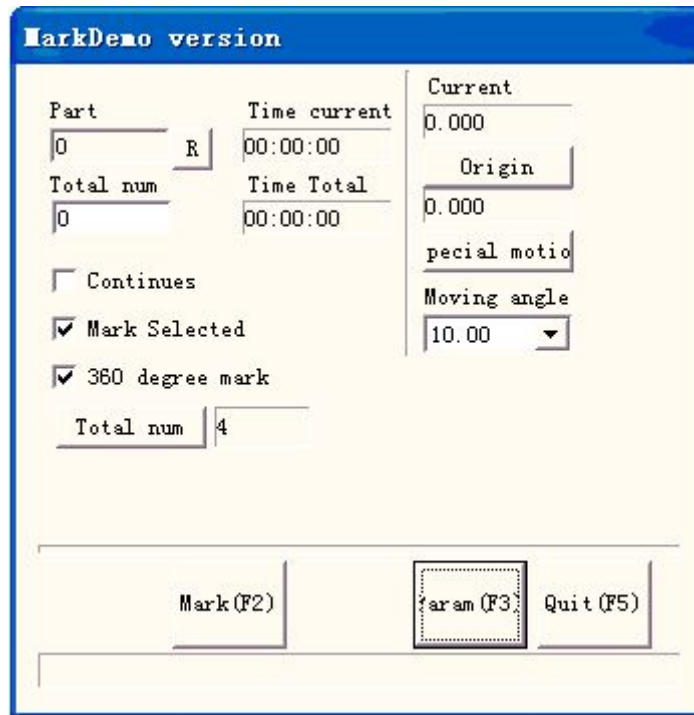 MarkDemo version
Part
Time current
0
R
00:00:00
Total num
Time Total
0
00:00:00
Continues
Mark Selected
360 degree mark
Total num
4
Current
0.000
Origin
0.000
pecial motio
Moving angle
10.00
Mark(F2)
aram(F3)
Quit(F5)